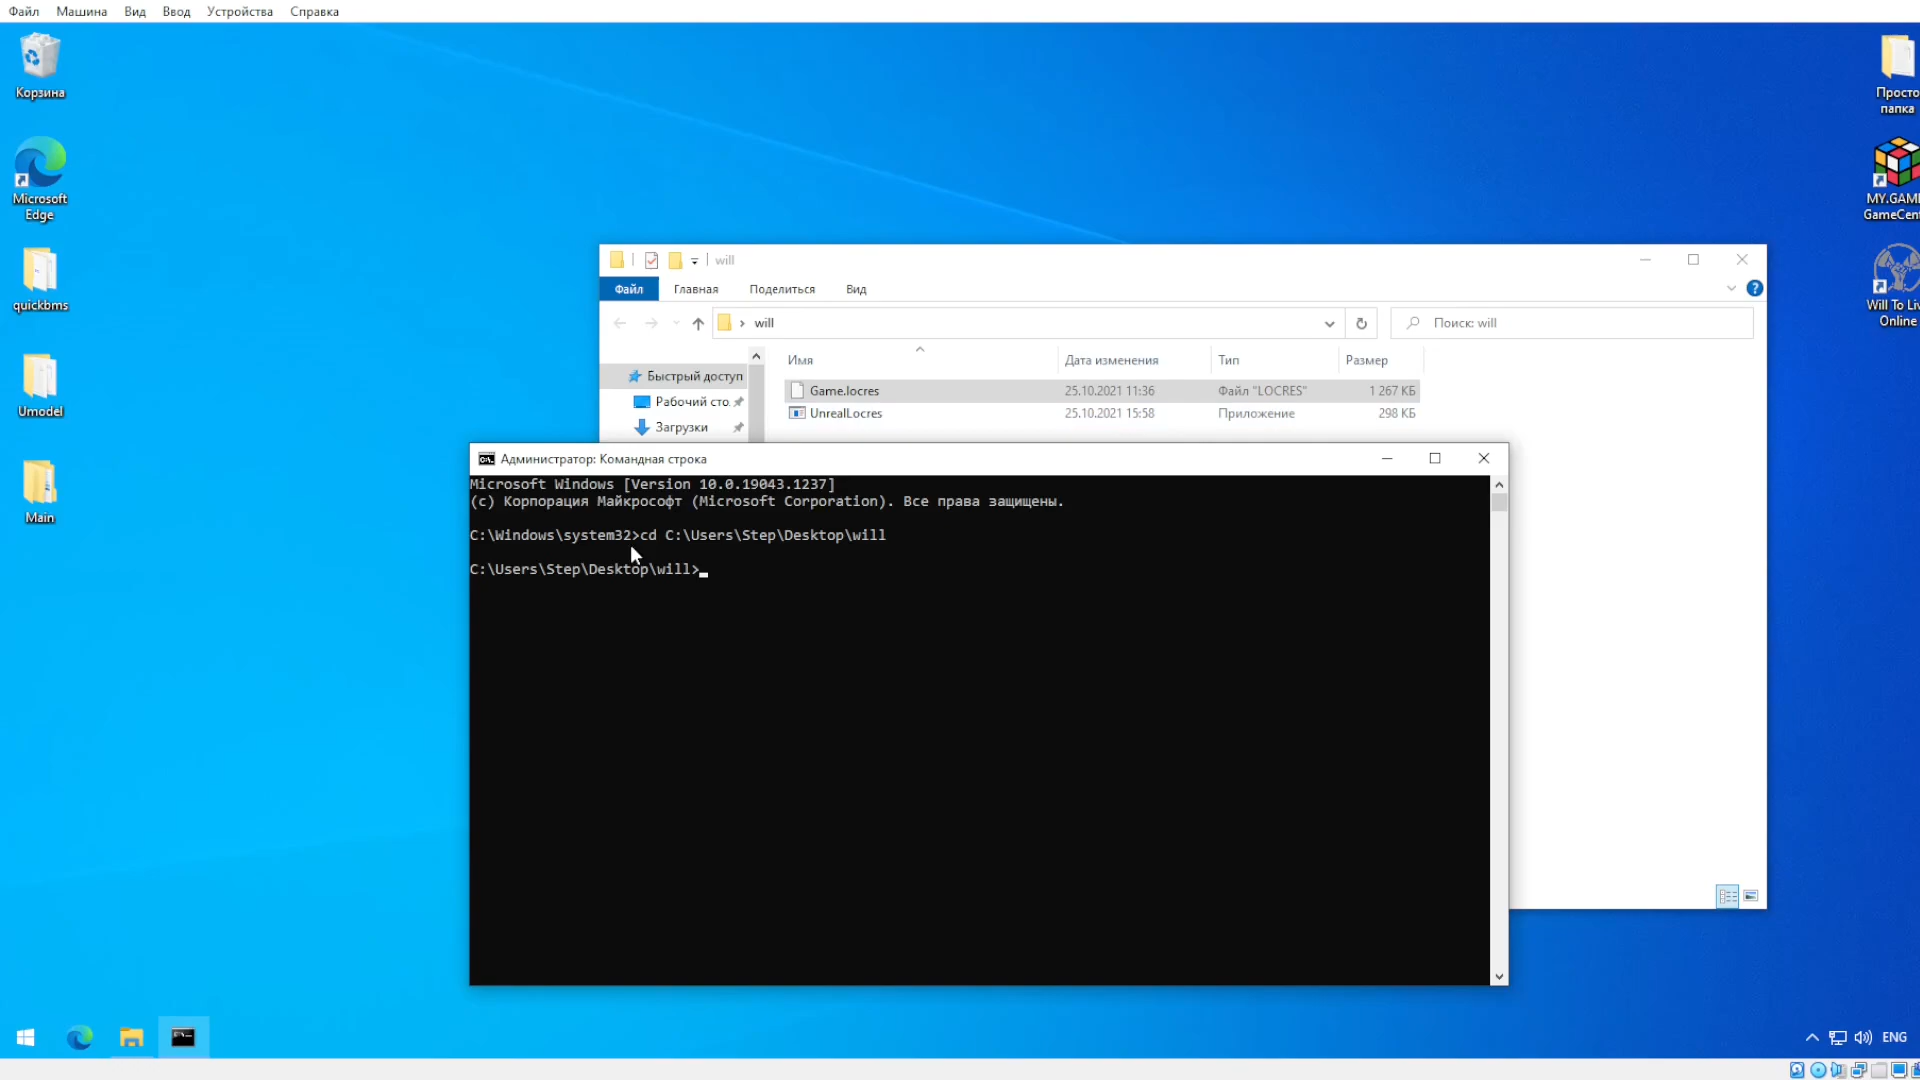 Файл Машина Вид Ввод Устройства Справка
Корзина
Microsoft
Edge
quickbms
Umodel
Main
Просто
папка
MY.GAME
GameCent
Will To Liv
Online
will
Файл Главная Поделиться Вид
will
Поиск: will
Имя Дата изменения Тип Размер
Быстрый доступ
Рабочий сто.
Загрузки
Game.locres 25.10.2021 11:36 Файл "LOCRES" 1 267 КБ
UnrealLocres 25.10.2021 15:58 Приложение 298 КБ
Администратор: Командная строка
Microsoft Windows [Version 10.0.19043.1237]
(c) Корпорация Майкрософт (Microsoft Corporation). Все права защищены.
C:\Windows\system32>cd C:\Users\Step\Desktop\will
C:\Users\Step\Desktop\will>_
ENG